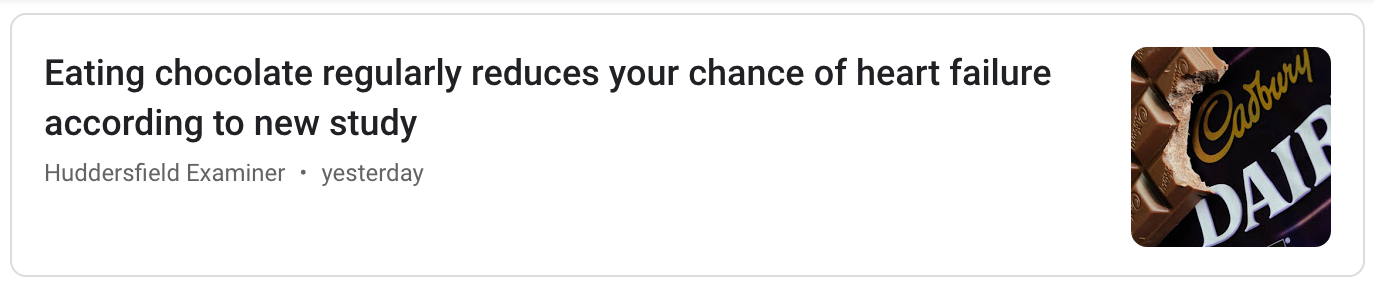 Eating chocolate regularly reduces your chance of heart failure
according to new study
Huddersfield Examiner • yesterday
Cadbury
DAIR